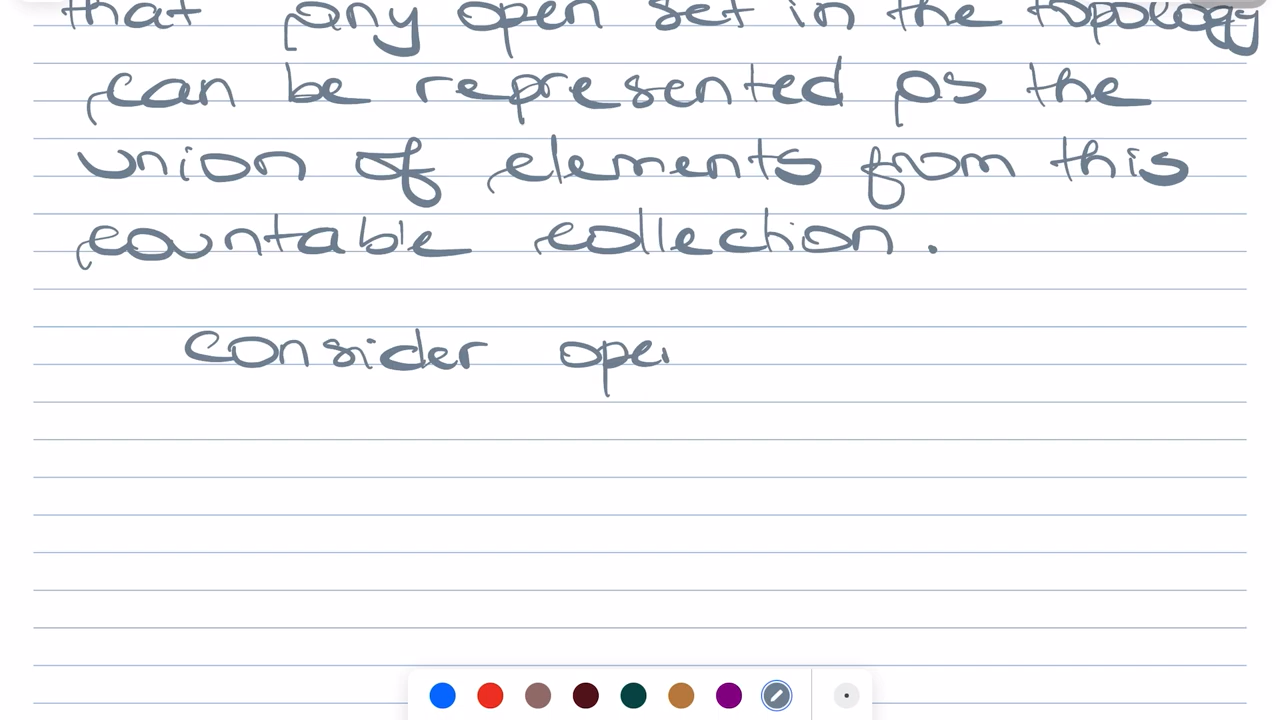 that any open set in the topology
can be represented as the
union of elements from this
countable collection.
Consider open